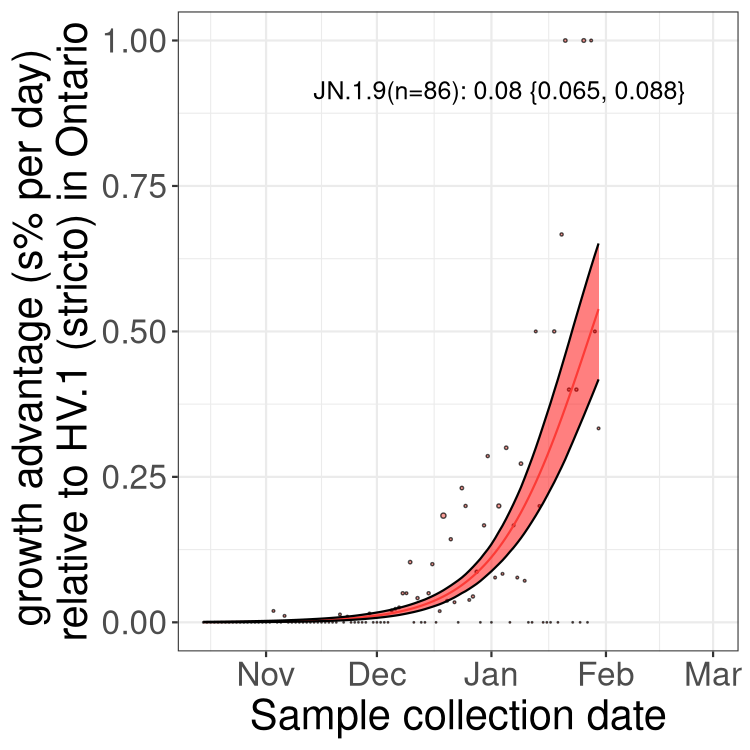 growth advantage (s% per day)
relative to HV.1 (stricto) in Ontario
1.00
0.75
0.50
0.25
0.00
JN.1.9(n=86): 0.08 {0.065, 0.088}
Nov Dec Jan Feb Mar
Sample collection date